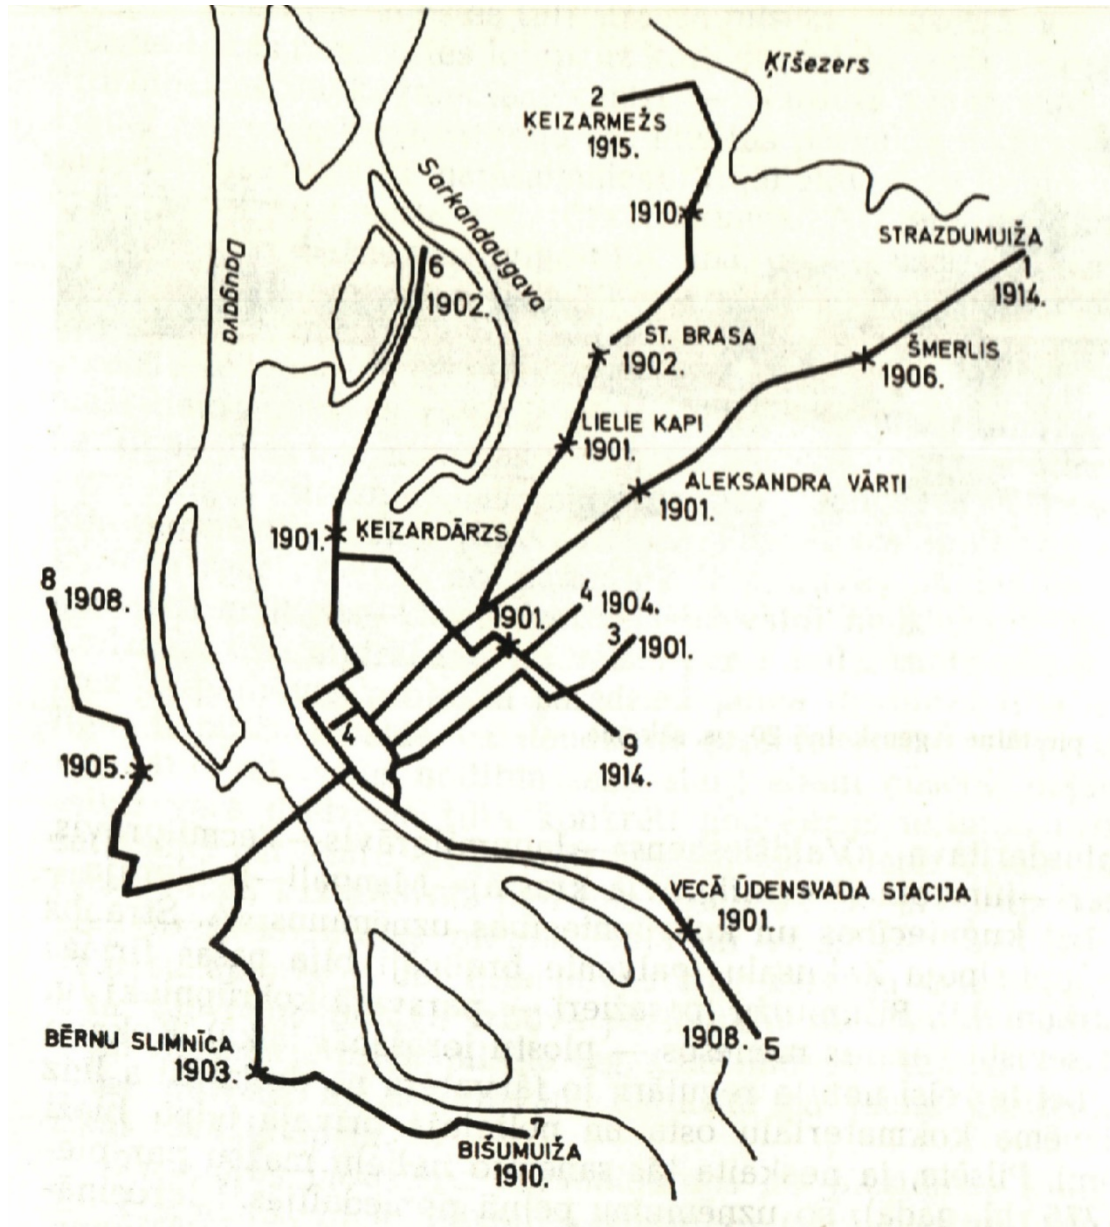 Ķīšezers
2
ĶEIZARMEŽS
1915.
Sarkandaugava
1910
STRAZDUMUIŽA
1
1914.
Daugava
6
1902.
ST. BRASA
1902.
ŠMERLIS
1906.
LIELIE KAPI
1901.
ALEKSANDRA VĀRTI
1901.
1901.
ĶEIZARDĀRZS
8
1908.
1901.
4 1904.
3
1901.
4
9
1914.
1905.
VECĀ ŪDENSVADA STACIJA
1901.
1908.
5
BĒRNU SLIMNĪCA
1903.
7
BIŠUMUIŽA
1910.